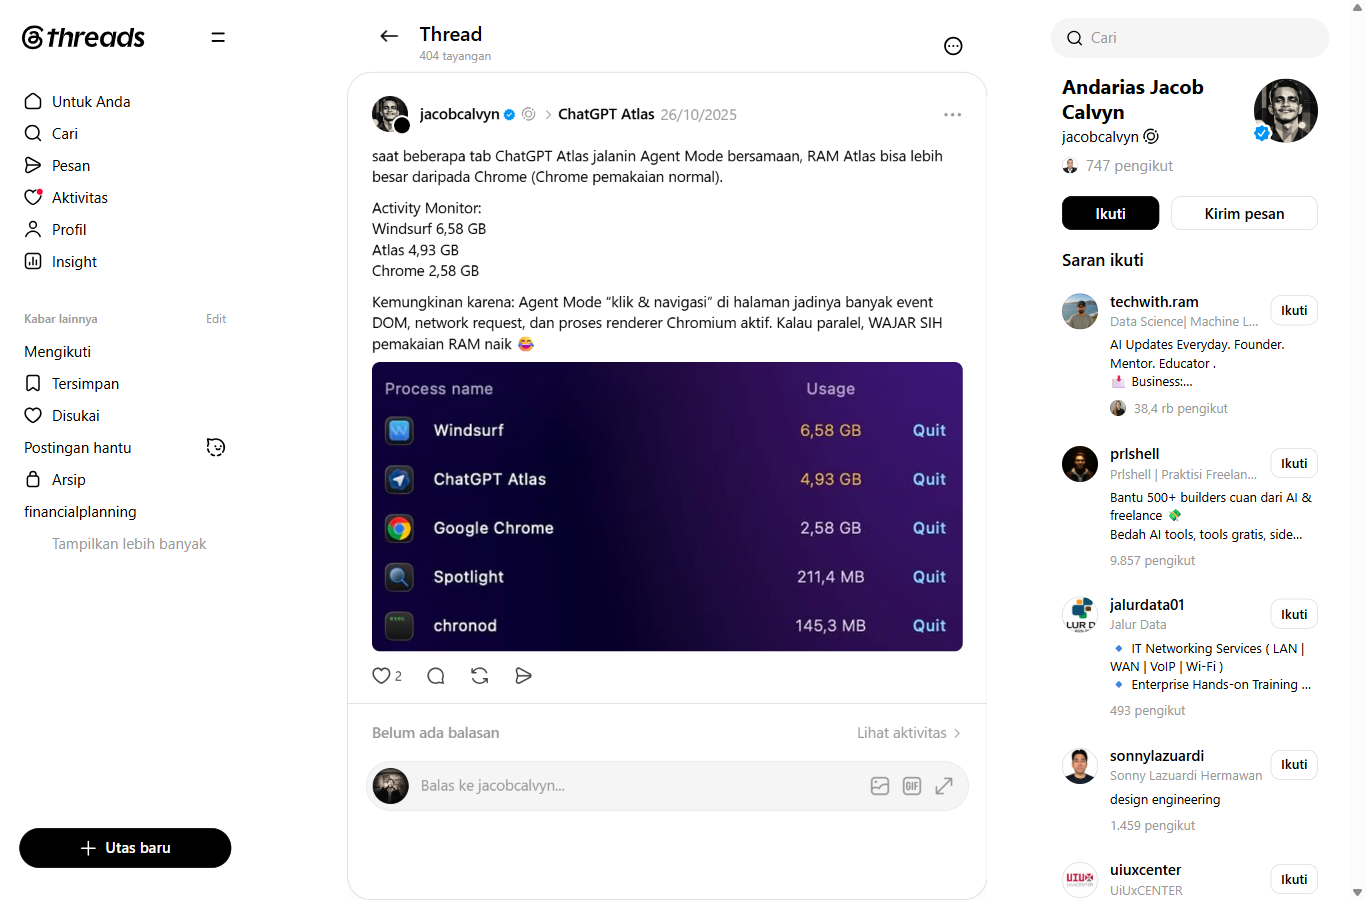 threads
Untuk Anda
Cari
Pesan
Aktivitas
Profil
Insight
Kabar lainnya
Edit
Mengikuti
Tersimpan
Disukai
Postingan hantu
Arsip
financialplanning
Tampilkan lebih banyak
Utas baru
Thread
404 tayangan
jacobcalvyn
ChatGPT Atlas
26/10/2025
saat beberapa tab ChatGPT Atlas jalanin Agent Mode bersamaan, RAM Atlas bisa lebih
besar daripada Chrome (Chrome pemakaian normal).
Activity Monitor:
Windsurf 6,58 GB
Atlas 4,93 GB
Chrome 2,58 GB
Kemungkinan karena: Agent Mode “klik & navigasi” di halaman jadinya banyak event
DOM, network request, dan proses renderer Chromium aktif. Kalau paralel, WAJAR SIH
pemakaian RAM naik 😂
Process name Usage
Windsurf 6,58 GB Quit
ChatGPT Atlas 4,93 GB Quit
Google Chrome 2,58 GB Quit
Spotlight 211,4 MB Quit
chronod 145,3 MB Quit
2
Belum ada balasan
Lihat aktivitas
Balas ke jacobcalvyn...
GIF
Cari
Andarias Jacob
Calvyn
jacobcalvyn
747 pengikut
Ikuti
Kirim pesan
Saran ikuti
techwith.ram
Data Science| Machine L...
Ikuti
AI Updates Everyday. Founder.
Mentor. Educator .
📩 Business:...
38,4 rb pengikut
prlshell
Prlshell | Praktisi Freelan...
Ikuti
Bantu 500+ builders cuan dari AI &
freelance 💸
Bedah AI tools, tools gratis, side...
9.857 pengikut
jalurdata01
Jalur Data
Ikuti
🔹 IT Networking Services ( LAN |
WAN | VoIP | Wi-Fi )
🔹 Enterprise Hands-on Training ...
493 pengikut
sonnylazuardi
Sonny Lazuardi Hermawan
Ikuti
design engineering
1.459 pengikut
UIUX
uiuxcenter
UiUxCENTER
Ikuti